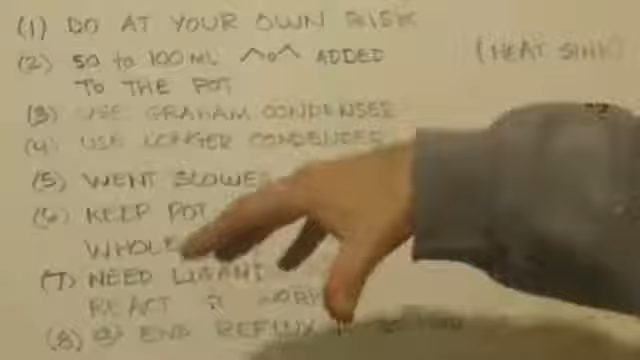 (1) DO AT YOUR OWN RISK
(2) 50 to 100 ML ^o^ ADDED (HEAT SINK)
TO THE POT
(3) USE GRAHAM CONDENSER
(4) USE LONGER CONDENSER
(5) WENT SLOWER
(6) KEEP POT
WHOLE
(7) NEED
REACT
(8) @ END REFLUX